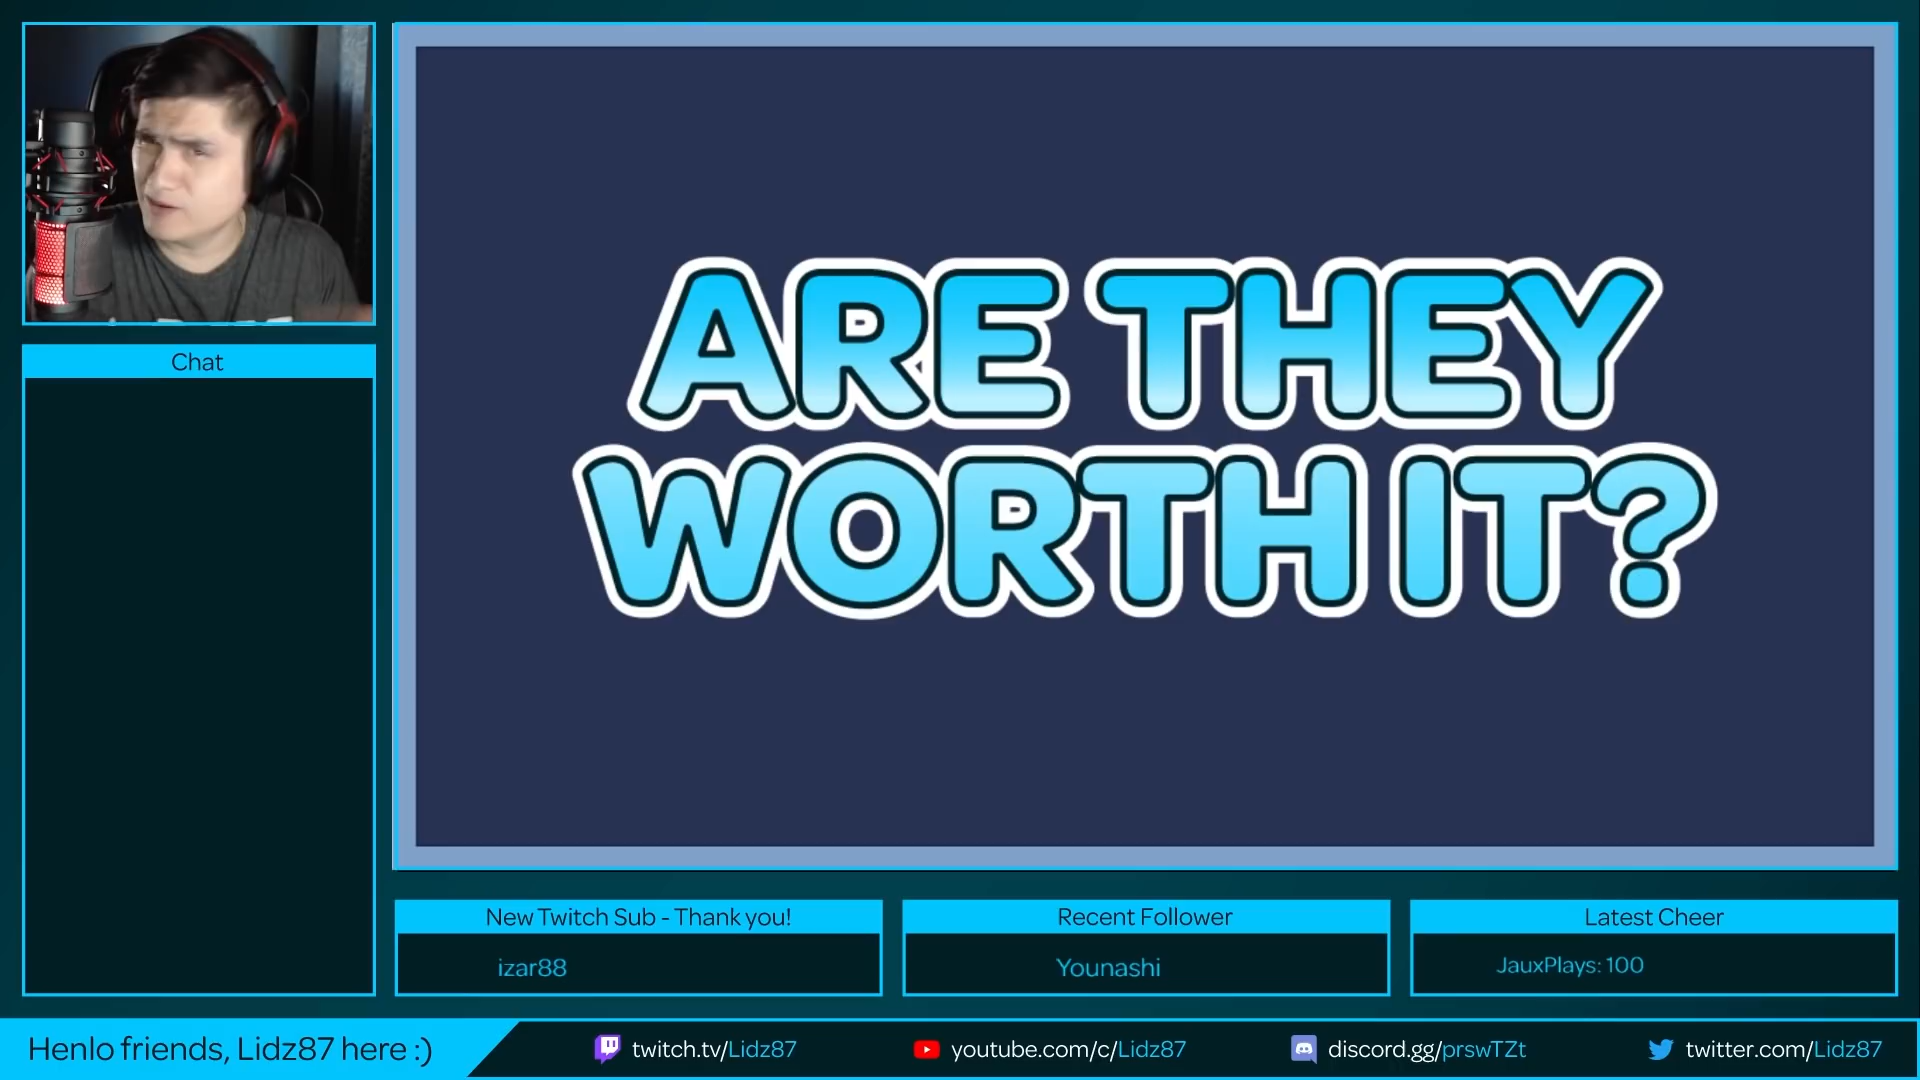 Chat
ARE THEY
WORTH IT?
New Twitch Sub - Thank you!
izar88
Recent Follower
Younashi
Latest Cheer
JauxPlays: 100
Henlo friends, Lidz87 here :)
twitch.tv/Lidz87
youtube.com/c/Lidz87
discord.gg/prswTZt
twitter.com/Lidz87